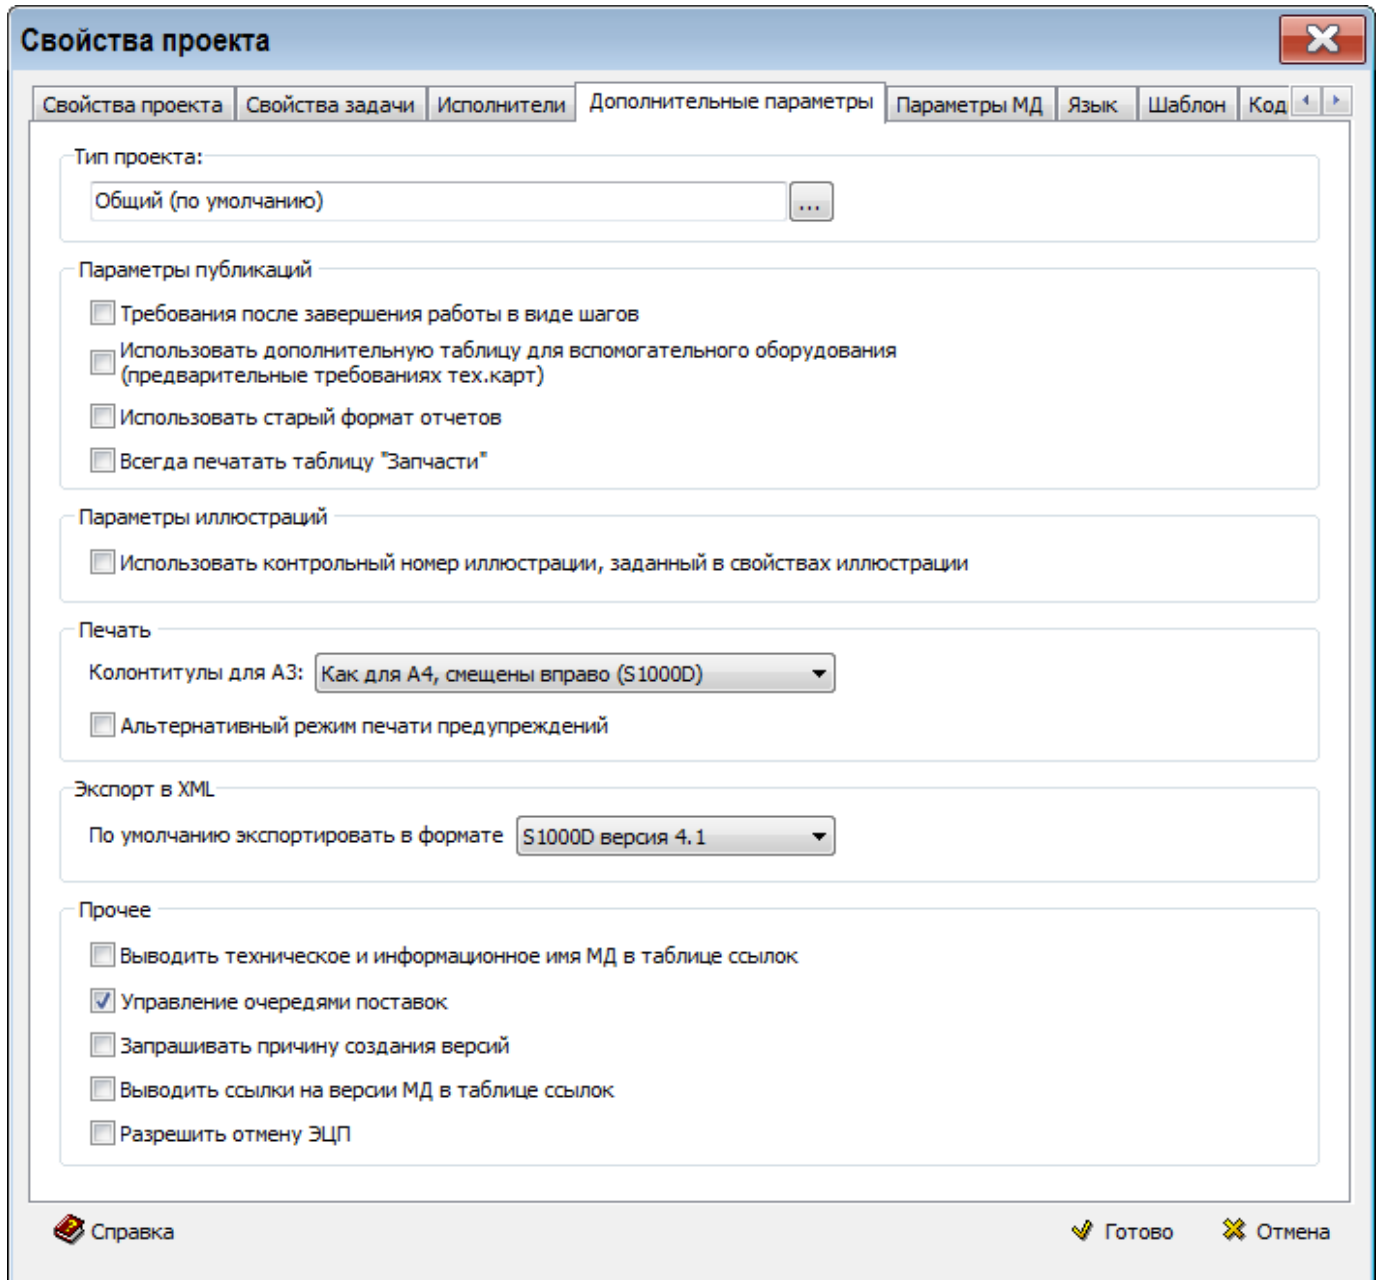 Свойства проекта
Свойства проекта Свойства задачи Исполнители Дополнительные параметры Параметры МД Язык Шаблон Код
Тип проекта:
Общий (по умолчанию) ...
Параметры публикаций
Требования после завершения работы в виде шагов
Использовать дополнительную таблицу для вспомогательного оборудования
(предварительные требованиях тех.карт)
Использовать старый формат отчетов
Всегда печатать таблицу "Запчасти"
Параметры иллюстраций
Использовать контрольный номер иллюстрации, заданный в свойствах иллюстрации
Печать
Колонтитулы для А3: Как для А4, смещены вправо (S1000D)
Альтернативный режим печати предупреждений
Экспорт в XML
По умолчанию экспортировать в формате S1000D версия 4.1
Прочее
Выводить техническое и информационное имя МД в таблице ссылок
Управление очередями поставок
Запрашивать причину создания версий
Выводить ссылки на версии МД в таблице ссылок
Разрешить отмену ЭЦП
Справка Готово Отмена